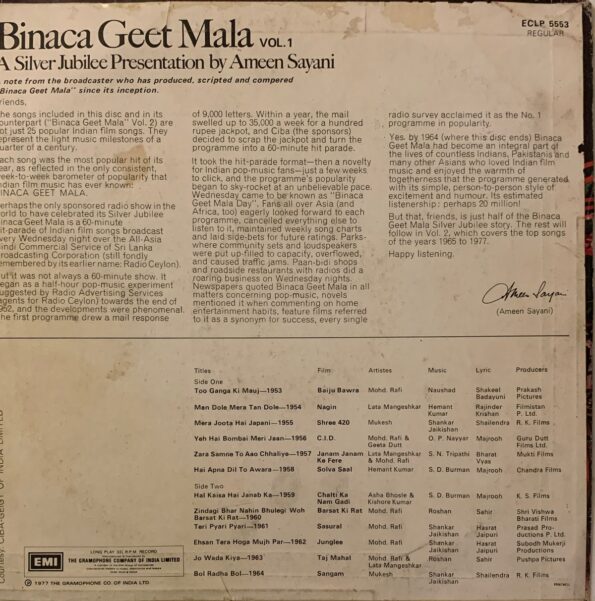 Binaca Geet Mala VOL.1
ECLP 5553
REGULAR
A Silver Jubilee Presentation by Ameen Sayani
note from the broadcaster who has produced, scripted and compered
"Binaca Geet Mala" since its inception.
friends,
he songs included in this disc and in its
ounterpart ("Binaca Geet Mala" Vol. 2) are
ot just 25 popular Indian film songs. They
epresent the light music milestones of a
uarter of a century.
ach song was the most popular hit of its
ear, as reflected in the only consistent,
week-to-week barometer of popularity that
ndian film music has ever known:
BINACA GEET MALA.
erhaps the only sponsored radio show in the
orld to have celebrated its Silver Jubilee
inaca Geet Mala is a 60-minute
it-parade of Indian film songs broadcast
very Wednesday night over the All-Asia
indi Commercial Service of Sri Lanka
roadcasting Corporation (still fondly
emembered by its earlier name: Radio Ceylon).
ut it was not always a 60-minute show. It
egan as a half-hour pop-music experiment
uggested by Radio Advertising Services
agents for Radio Ceylon) towards the end of
952, and the developments were phenomenal.
he first programme drew a mail response
of 9,000 letters. Within a year, the mail
swelled up to 35,000 a week for a hundred
rupee jackpot, and Ciba (the sponsors)
decided to scrap the jackpot and turn the
programme into a 60-minute hit parade.
It took the hit-parade format—then a novelty
for Indian pop-music fans—just a few weeks
to click, and the programme's popularity
began to sky-rocket at an unbelievable pace.
Wednesday came to be known as "Binaca
Geet Mala Day". Fans all over Asia (and
Africa, too) eagerly looked forward to each
programme, cancelled everything else
to listen to it, maintained weekly song charts
and laid side-bets for future ratings. Parks-
where community sets and loudspeakers
were put up-filled to capacity, overflowed,
and caused traffic jams. Paan-bidi shops
and roadside restaurants with radios did a
roaring business on Wednesday nights.
Newspapers quoted Binaca Geet Mala in all
matters concerning pop-music, novels
mentioned it when commenting on home-
entertainment habits, feature films referred
to it as a synonym for success, every single
radio survey acclaimed it as the No. 1
programme in popularity.
Yes, by 1964 (where this disc ends) Binaca
Geet Mala had become an integral part of
the lives of countless Indians, Pakistanis and
many other Asians who loved Indian film
music and enjoyed the warmth of
togetherness that the programme generated
with its simple, person-to-person style of
excitement and humour. Its estimated
listenership: perhaps 20 million!
But that, friends, is just half of the Binaca
Geet Mala Silver Jubilee story. The rest will
follow in Vol. 2, which covers the top songs
of the years 1965 to 1977.
Happy listening.
Ameen Sayani
(Ameen Sayani)
Titles Film Artistes Music Lyric Producers
Side One
Too Ganga Ki Mauj—1953 Baiju Bawra Mohd. Rafi Naushad Shakeel Badayuni Prakash Pictures
Man Dole Mera Tan Dole—1954 Nagin Lata Mangeshkar Hemant Kumar Rajinder Krishan Filmistan P. Ltd.
Mera Joota Hai Japani—1955 Shree 420 Mukesh Shankar Jaikishan Shailendra R. K. Films
Yeh Hai Bombai Meri Jaan—1956 C.I.D. Mohd. Rafi & Geeta Dutt O. P. Nayyar Majrooh Guru Dutt Films Ltd.
Zara Samne To Aao Chhaliye—1957 Janam Janam Ke Fere Lata Mangeshkar & Mohd. Rafi S. N. Tripathi Bharat Vyas Mukti Films
Hai Apna Dil To Awara—1958 Solva Saal Hemant Kumar S. D. Burman Majrooh Chandra Films
Side Two
Hal Kaisa Hai Janab Ka—1959 Chalti Ka Nam Gadi Asha Bhosle & Kishore Kumar S. D. Burman Majrooh K. S. Films
Zindagi Bhar Nahin Bhulegi Woh Barsat Ki Rat—1960 Barsat Ki Rat Mohd. Rafi Roshan Sahir Shri Vishwa Bharati Films
Teri Pyari Pyari—1961 Sasural Mohd. Rafi Shankar Jaikishan Hasrat Jaipuri Prasad Productions P. Ltd.
Ehsan Tera Hoga Mujh Par—1962 Junglee Mohd. Rafi Shankar Jaikishan Hasrat Jaipuri Subodh Mukerji Productions
Jo Wada Kiya—1963 Taj Mahal Mohd. Rafi & Lata Mangeshkar Roshan Sahir Pushpa Pictures
Bol Radha Bol—1964 Sangam Mukesh Shankar Jaikishan Shailendra R. K. Films
Courtesy: CIBA-GEIGY OF INDIA LIMITED
EMI
LONG PLAY 33⅓ R.P.M. RECORD
THE GRAMOPHONE COMPANY OF INDIA LIMITED
© 1977 THE GRAMOPHONE CO. OF INDIA LTD